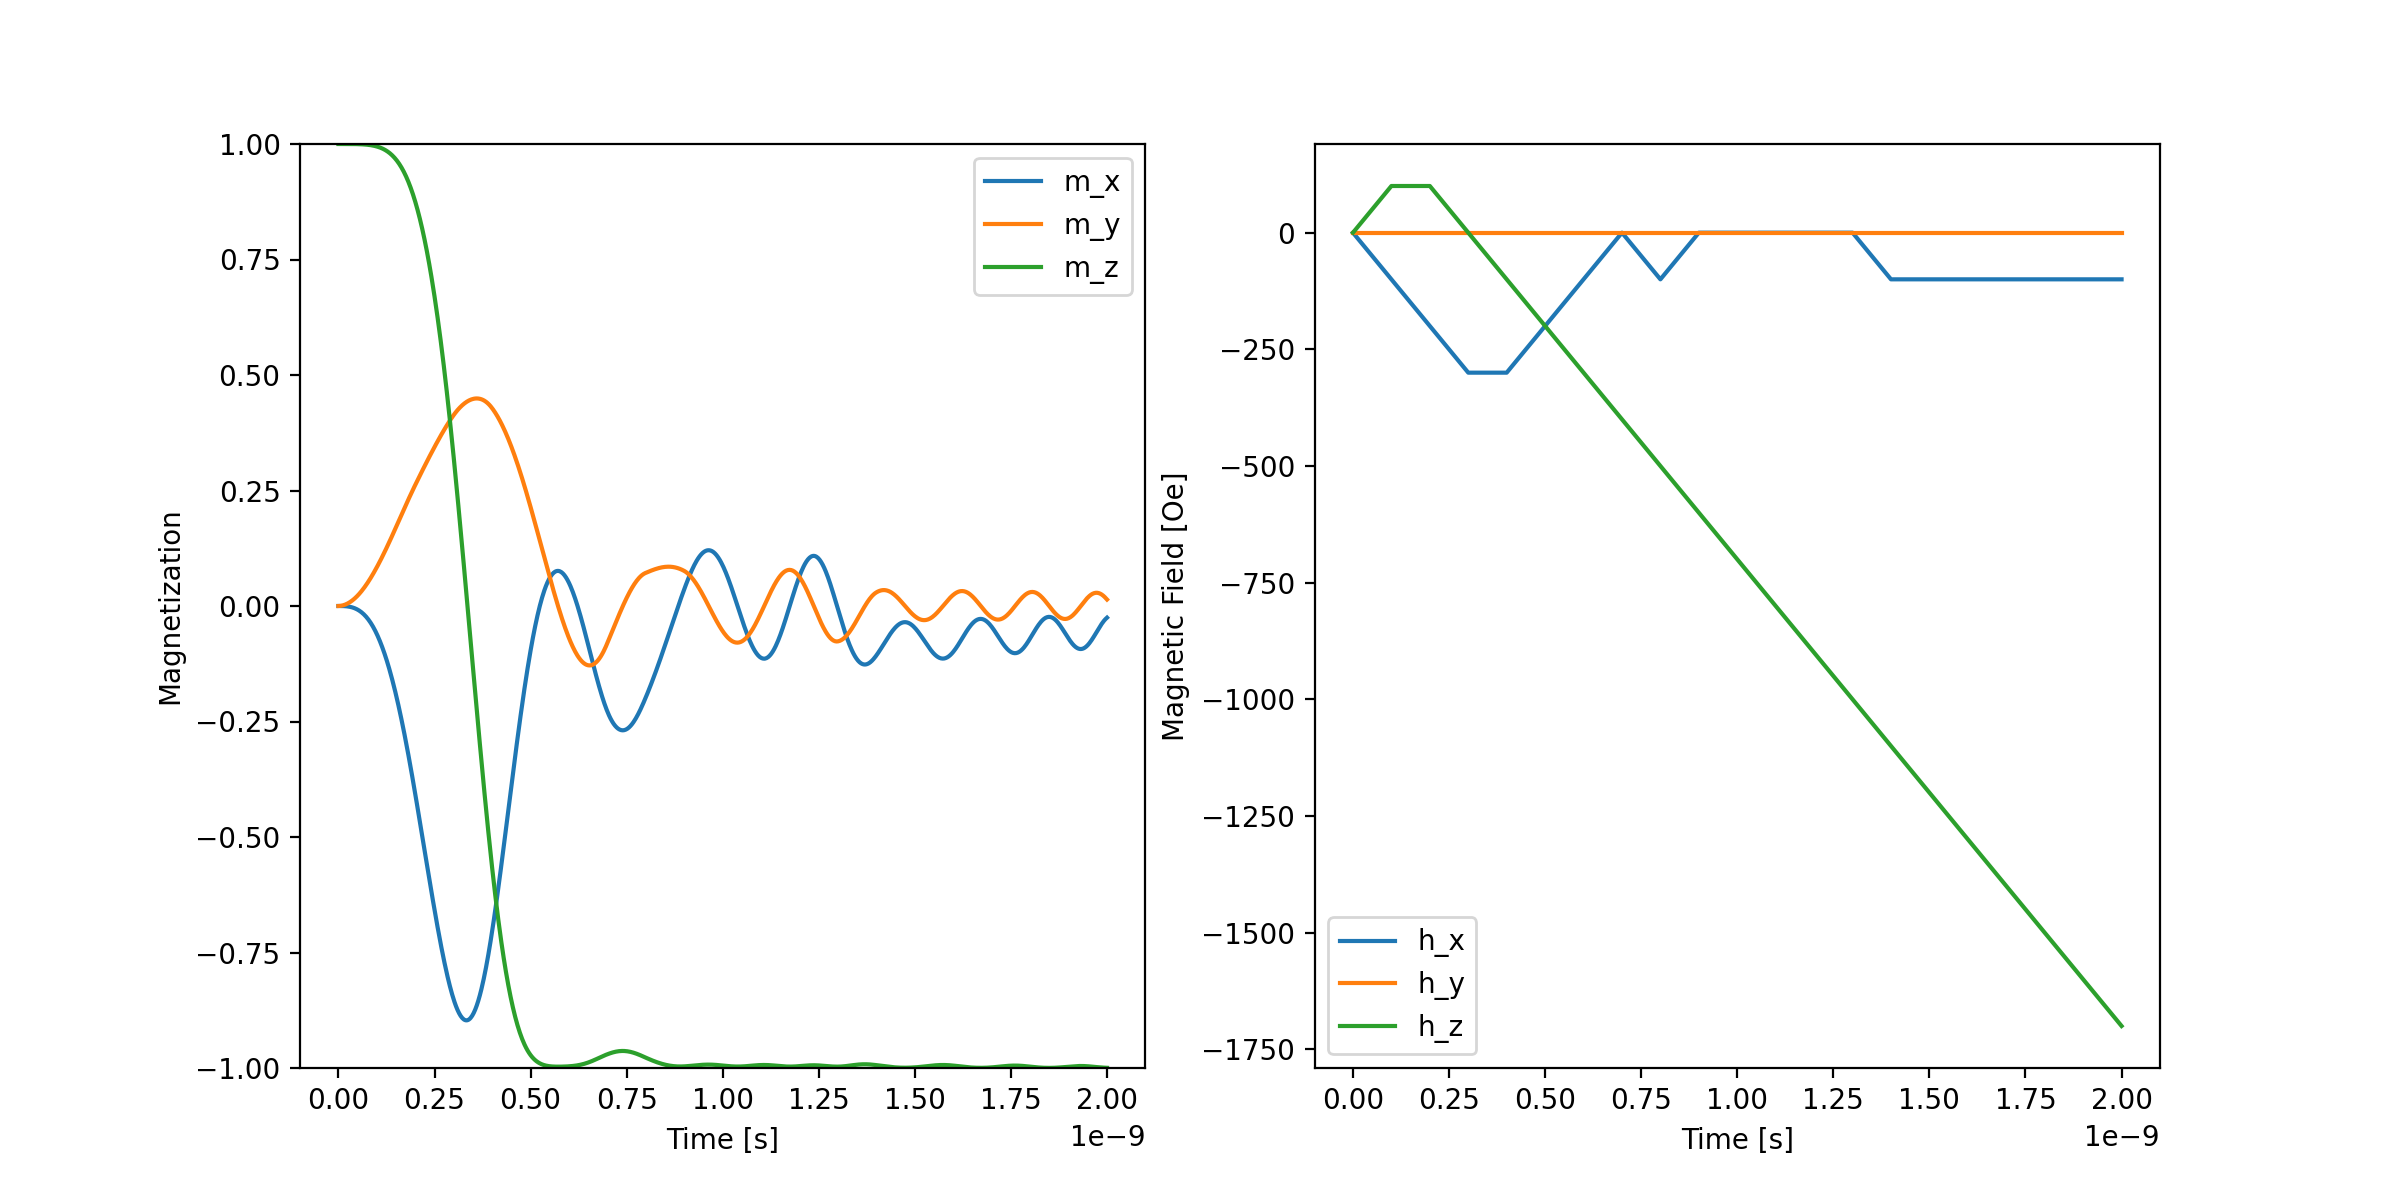 1.00
0.75
0.50
0.25
0.00
−0.25
−0.50
−0.75
−1.00
Magnetization
m_x
m_y
m_z
0.00 0.25 0.50 0.75 1.00 1.25 1.50 1.75 2.00
Time [s]
1e−9
0
−250
−500
−750
−1000
−1250
−1500
−1750
Magnetic Field [Oe]
h_x
h_y
h_z
0.00 0.25 0.50 0.75 1.00 1.25 1.50 1.75 2.00
Time [s]
1e−9